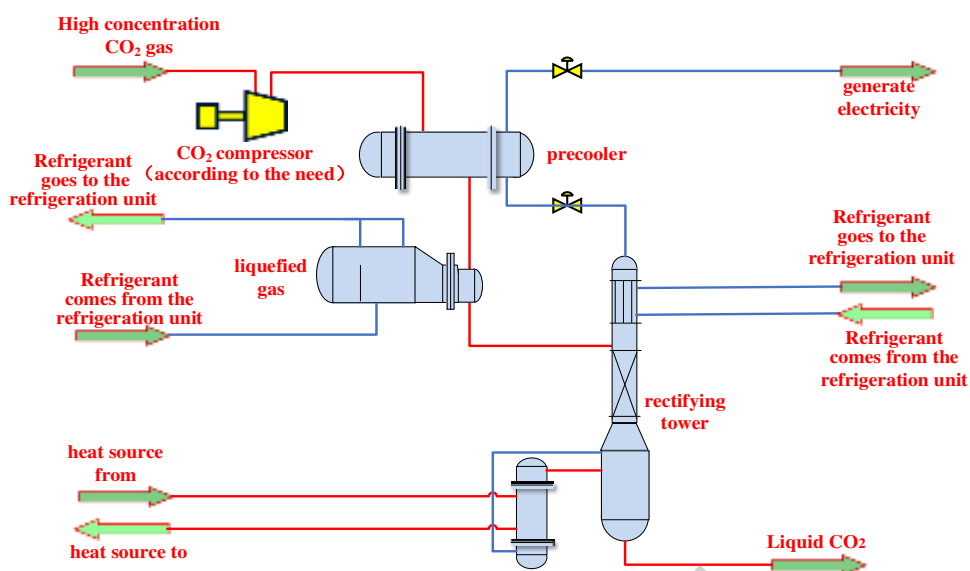 High concentration
CO₂ gas
generate
electricity
CO₂ compressor
（according to the need）
precooler
Refrigerant
goes to the
refrigeration unit
Refrigerant
goes to the
refrigeration unit
liquefied
gas
Refrigerant
comes from the
refrigeration unit
Refrigerant
comes from the
refrigeration unit
rectifying
tower
heat source
from
heat source to
Liquid CO₂